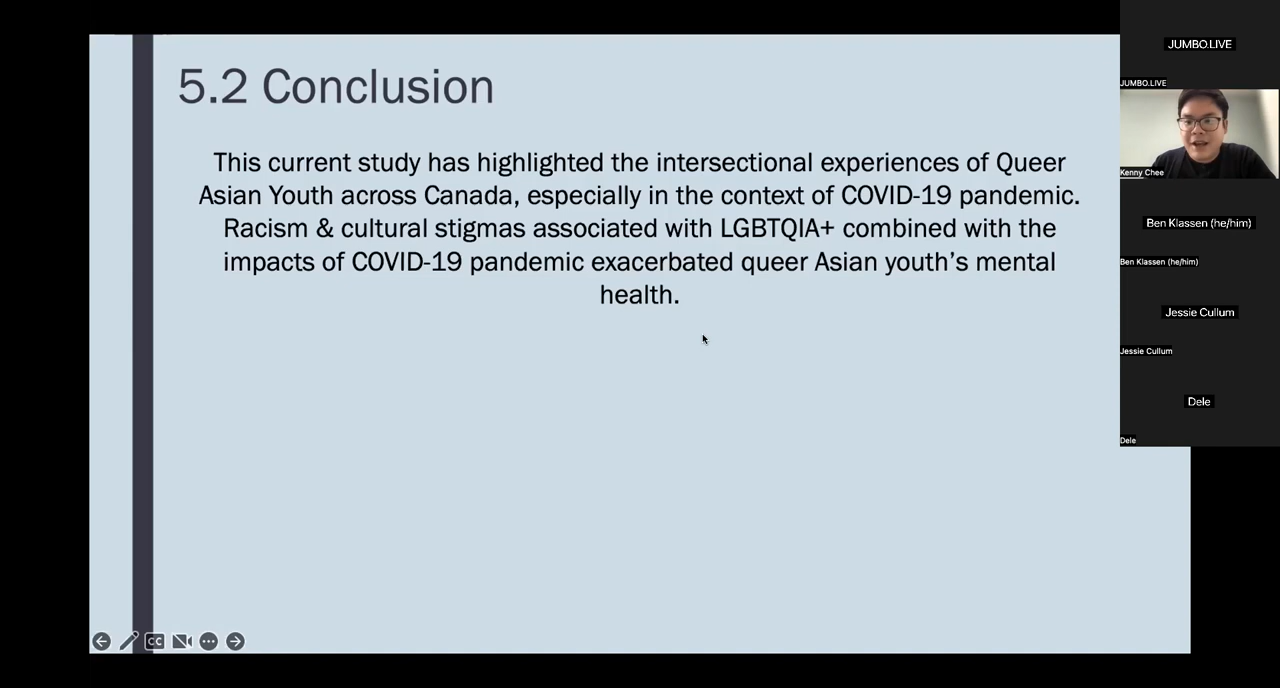 5.2 Conclusion
This current study has highlighted the intersectional experiences of Queer
Asian Youth across Canada, especially in the context of COVID-19 pandemic.
Racism & cultural stigmas associated with LGBTQIA+ combined with the
impacts of COVID-19 pandemic exacerbated queer Asian youth's mental
health.
CC
JUMBO.LIVE
JUMBO.LIVE
Kenny Chee
Ben Klassen (he/him)
Ben Klassen (he/him)
Jessie Cullum
Jessie Cullum
Dele
Dele